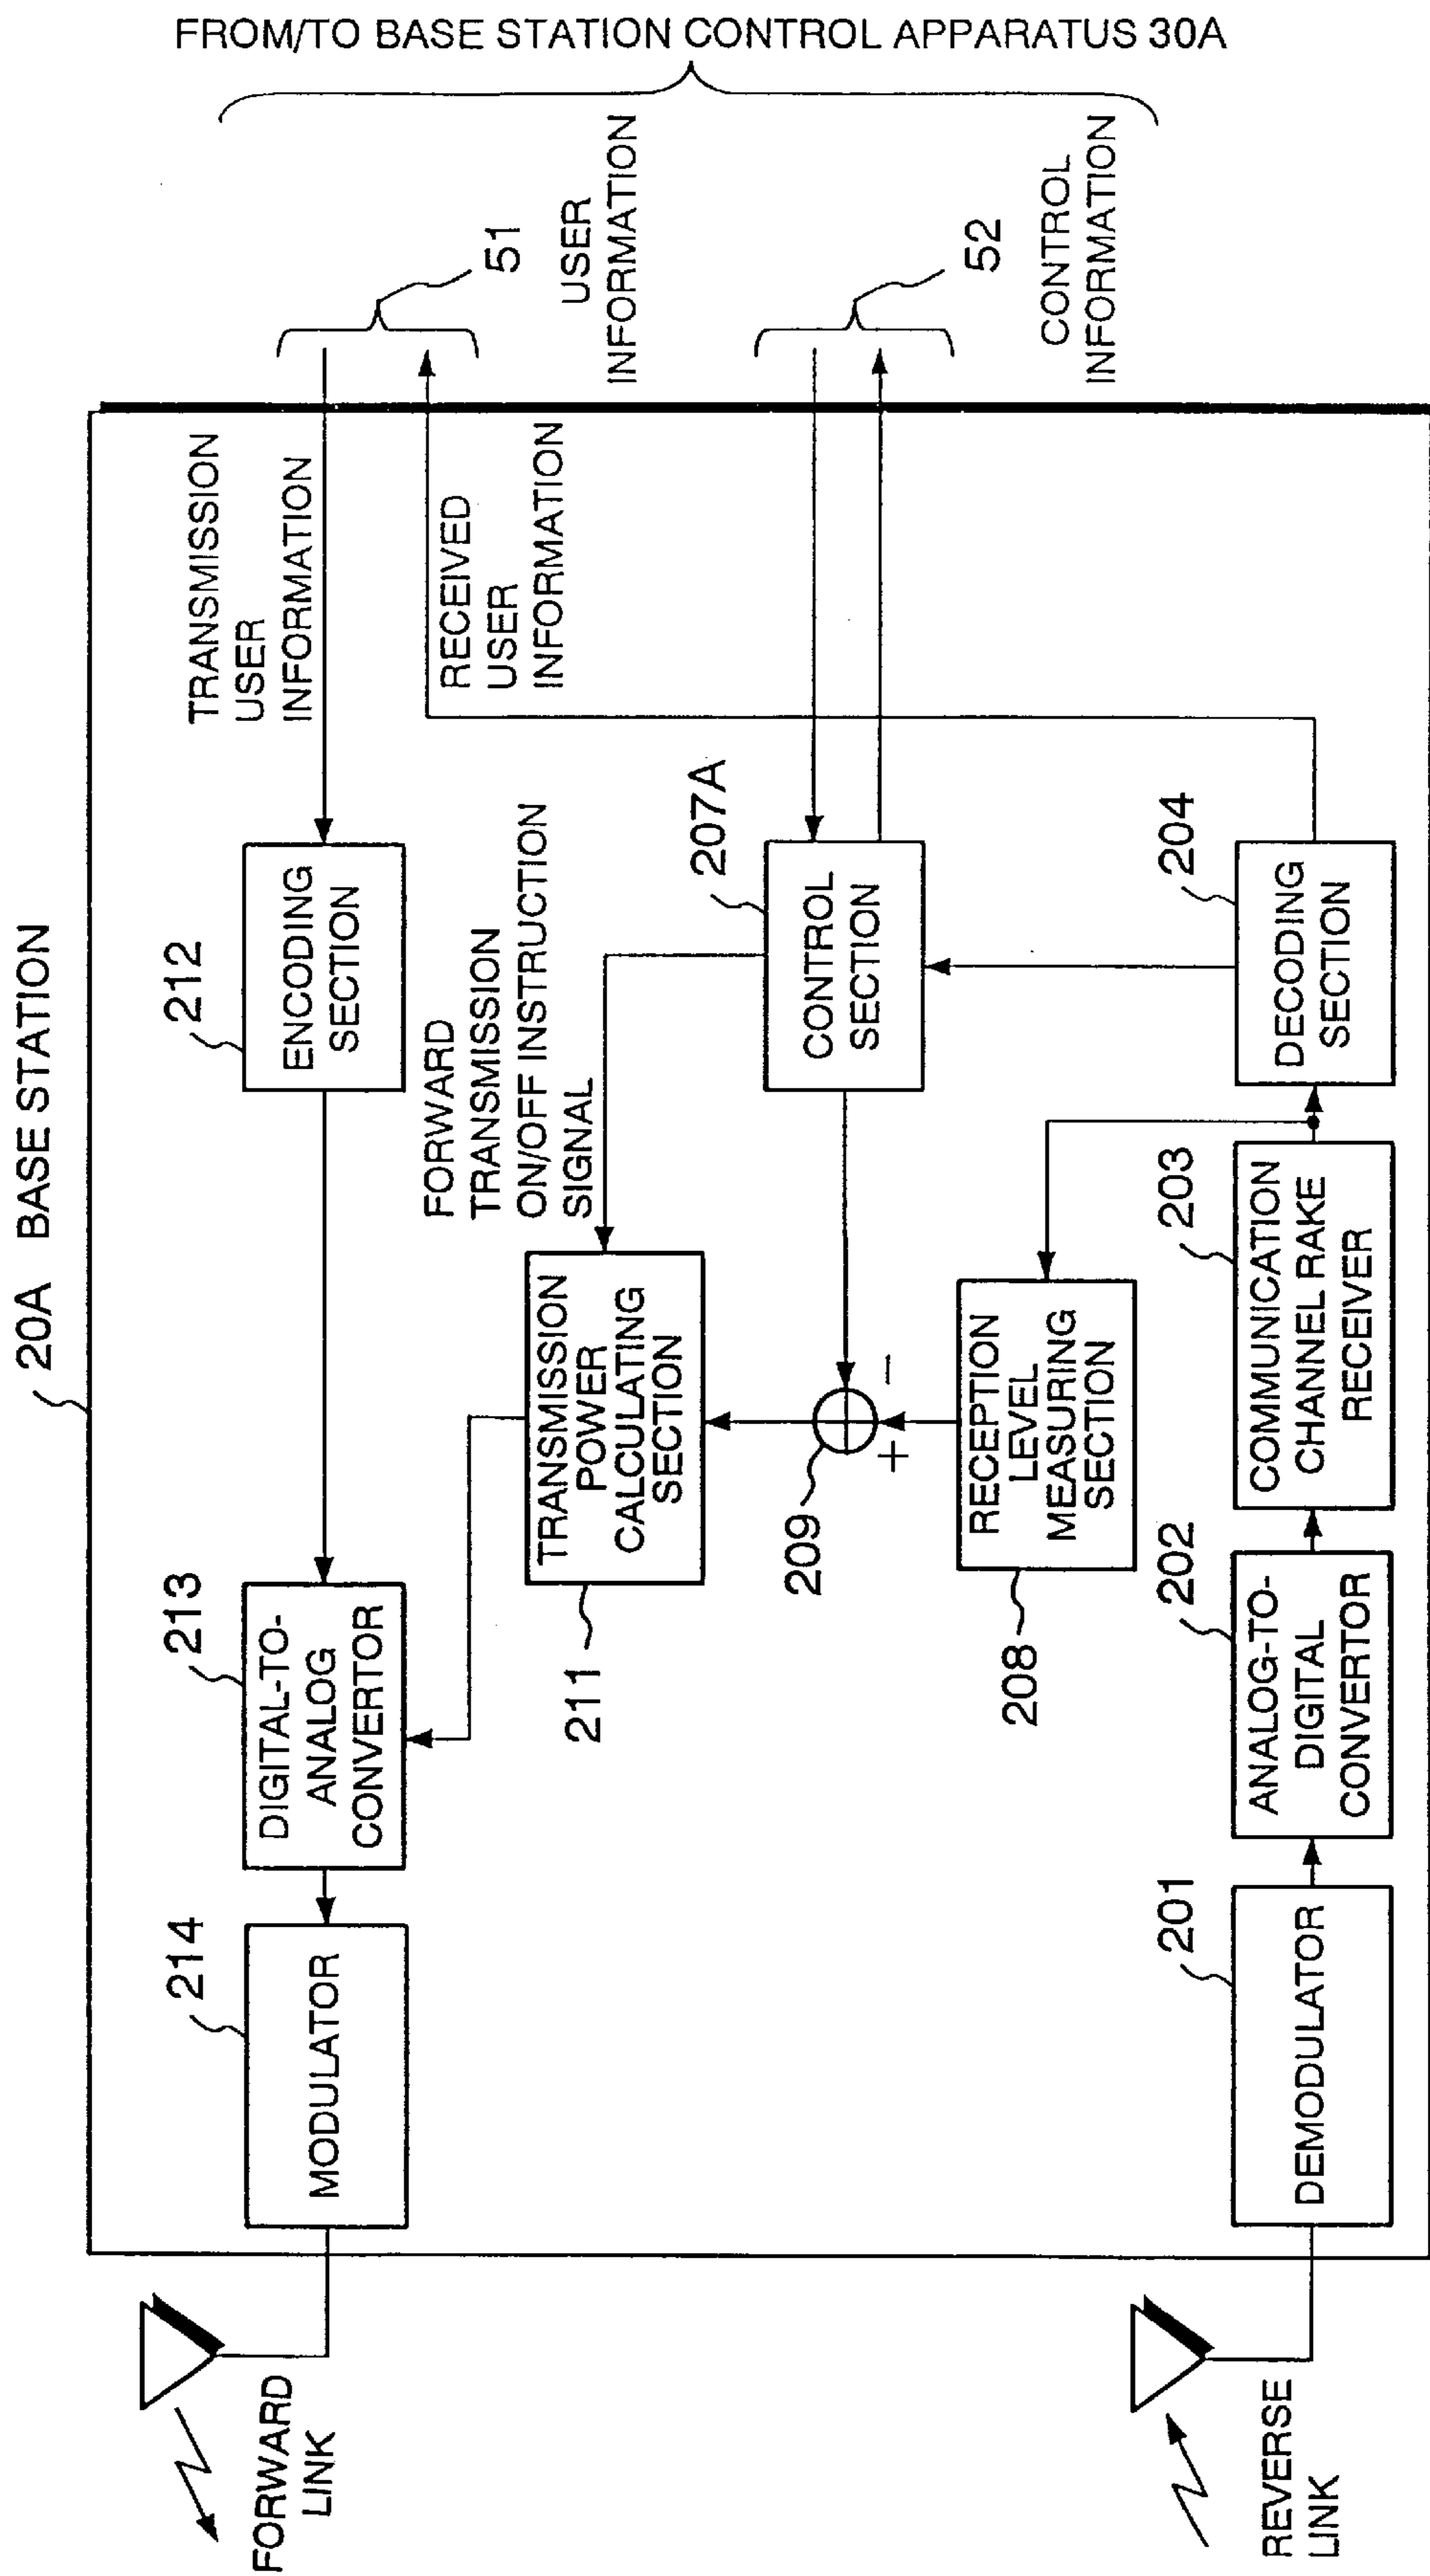 FROM/TO BASE STATION CONTROL APPARATUS 30A
20A BASE STATION
51
USER
INFORMATION
52
CONTROL
INFORMATION
TRANSMISSION
USER
INFORMATION
RECEIVED
USER
INFORMATION
212
ENCODING
SECTION
FORWARD
TRANSMISSION
ON/OFF INSTRUCTION
SIGNAL
207A
CONTROL
SECTION
204
DECODING
SECTION
213
DIGITAL-TO-
ANALOG
CONVERTOR
TRANSMISSION
POWER
CALCULATING
SECTION
211
209
+
−
RECEPTION
LEVEL
MEASURING
SECTION
208
203
COMMUNICATION
CHANNEL RAKE
RECEIVER
202
ANALOG-TO-
DIGITAL
CONVERTOR
214
MODULATOR
201
DEMODULATOR
FORWARD
LINK
REVERSE
LINK